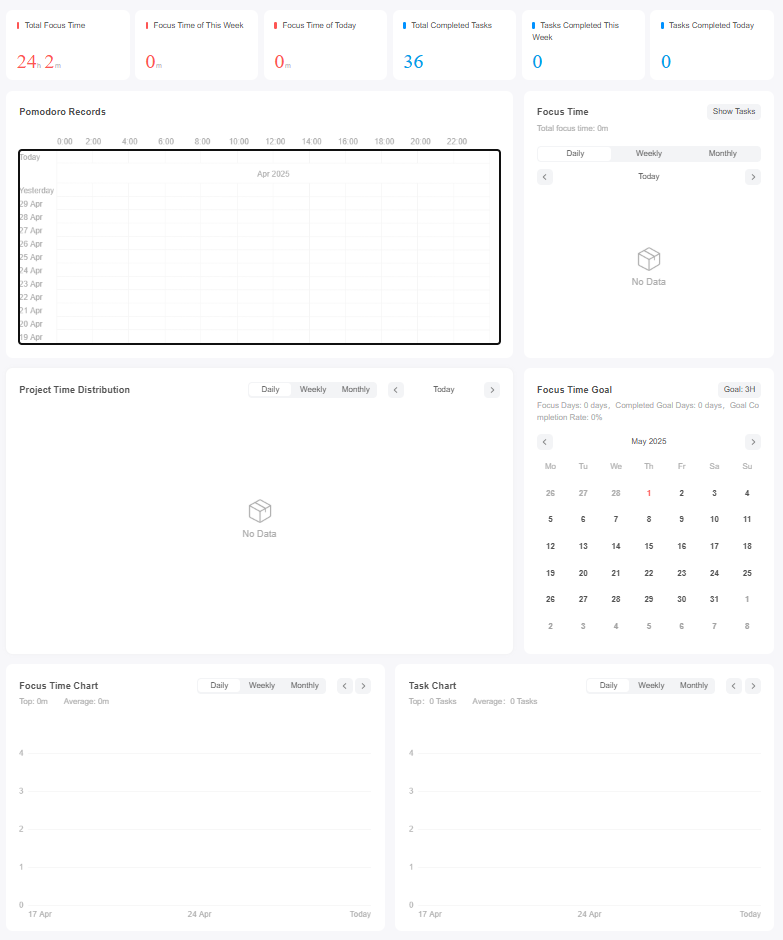 Total Focus Time
Focus Time of This Week
Focus Time of Today
Total Completed Tasks
Tasks Completed This
Week
Tasks Completed Today
24h 2m
0m
0m
36
0
0
Pomodoro Records
0:00 2:00 4:00 6:00 8:00 10:00 12:00 14:00 16:00 18:00 20:00 22:00
Today
Apr 2025
Yesterday
29 Apr
28 Apr
27 Apr
26 Apr
25 Apr
24 Apr
23 Apr
22 Apr
21 Apr
20 Apr
19 Apr
Focus Time
Show Tasks
Total focus time: 0m
Daily Weekly Monthly
Today
No Data
Project Time Distribution
Daily Weekly Monthly
Today
No Data
Focus Time Goal
Goal: 3H
Focus Days: 0 days, Completed Goal Days: 0 days, Goal Co
mpletion Rate: 0%
May 2025
Mo Tu We Th Fr Sa Su
26 27 28 1 2 3 4
5 6 7 8 9 10 11
12 13 14 15 16 17 18
19 20 21 22 23 24 25
26 27 28 29 30 31 1
2 3 4 5 6 7 8
Focus Time Chart
Daily Weekly Monthly
Top: 0m Average: 0m
4
3
2
1
0
17 Apr 24 Apr Today
Task Chart
Daily Weekly Monthly
Top: 0 Tasks Average: 0 Tasks
4
3
2
1
0
17 Apr 24 Apr Today